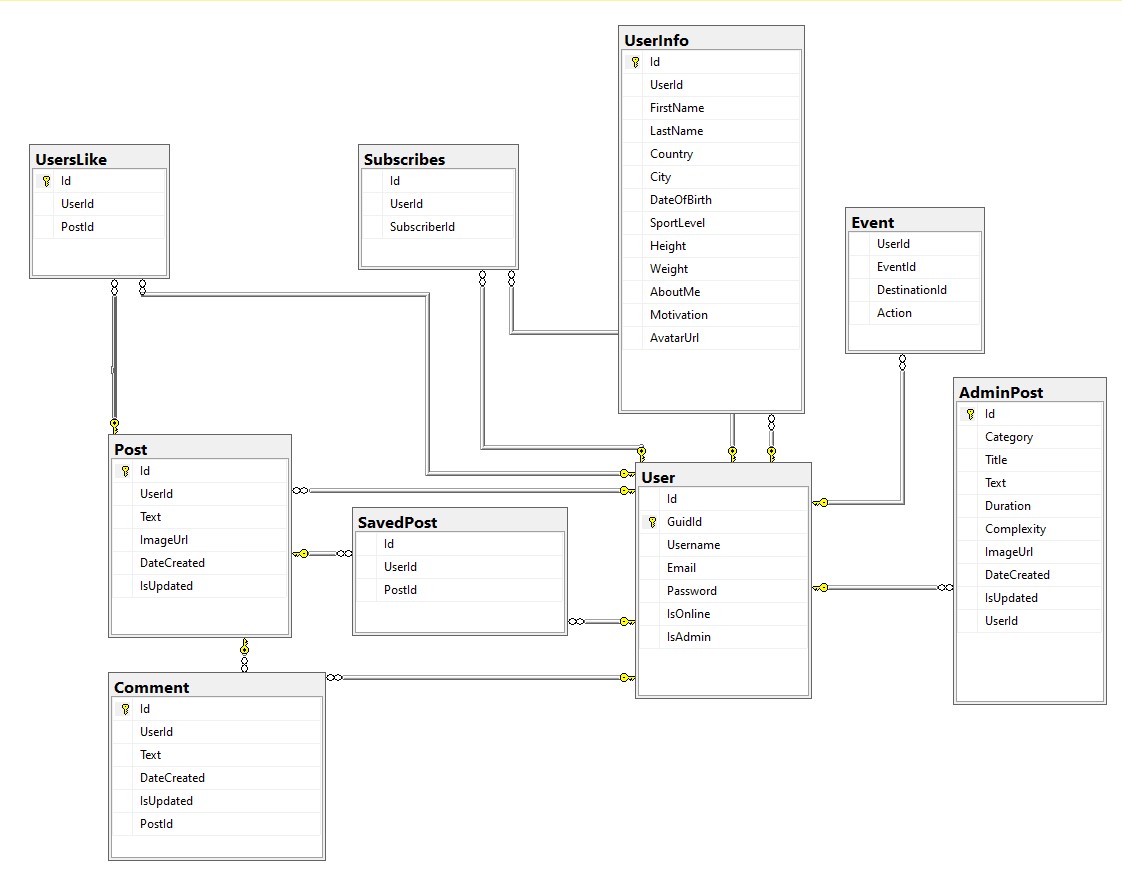 UserInfo
Id
UserId
FirstName
LastName
Country
City
DateOfBirth
SportLevel
Height
Weight
AboutMe
Motivation
AvatarUrl
UsersLike
Id
UserId
PostId
Subscribes
Id
UserId
SubscriberId
Event
UserId
EventId
DestinationId
Action
AdminPost
Id
Category
Title
Text
Duration
Complexity
ImageUrl
DateCreated
IsUpdated
UserId
Post
Id
UserId
Text
ImageUrl
DateCreated
IsUpdated
User
Id
GuidId
Username
Email
Password
IsOnline
IsAdmin
SavedPost
Id
UserId
PostId
Comment
Id
UserId
Text
DateCreated
IsUpdated
PostId